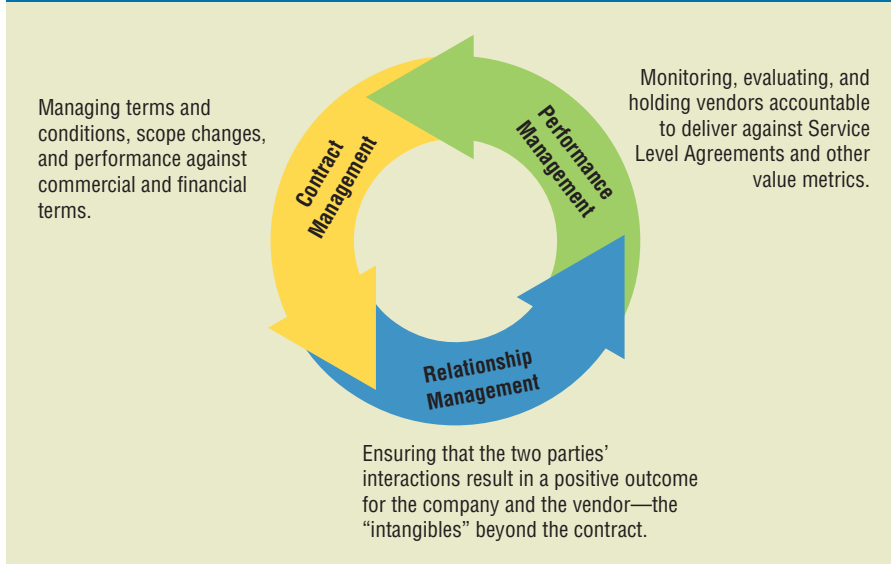 Managing terms and
conditions, scope changes,
and performance against
commercial and financial
terms.
Contract
Management
Performance
Management
Monitoring, evaluating, and
holding vendors accountable
to deliver against Service
Level Agreements and other
value metrics.
Relationship
Management
Ensuring that the two parties’
interactions result in a positive outcome
for the company and the vendor—the
“intangibles” beyond the contract.